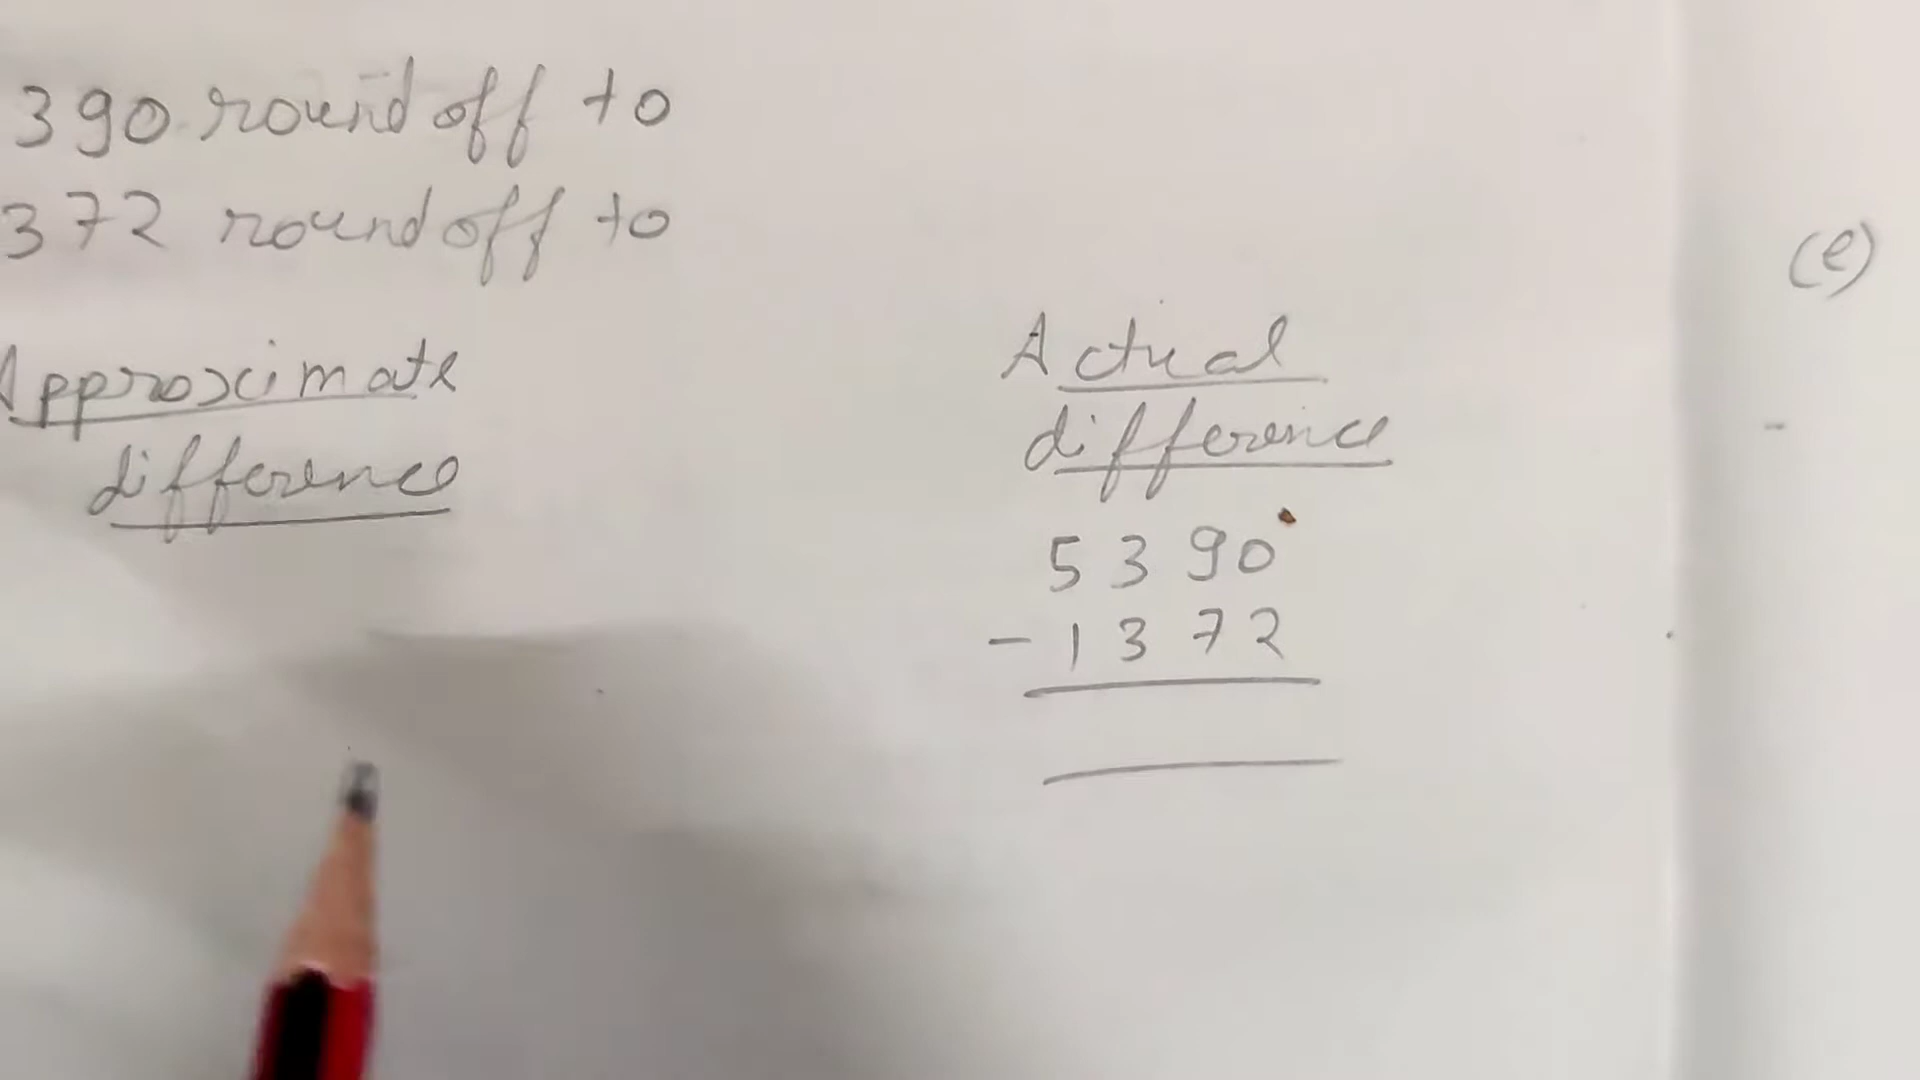 390 round off to
372 round off to
Approximate
difference
Actual
difference
5390
- 1372
(e)
-